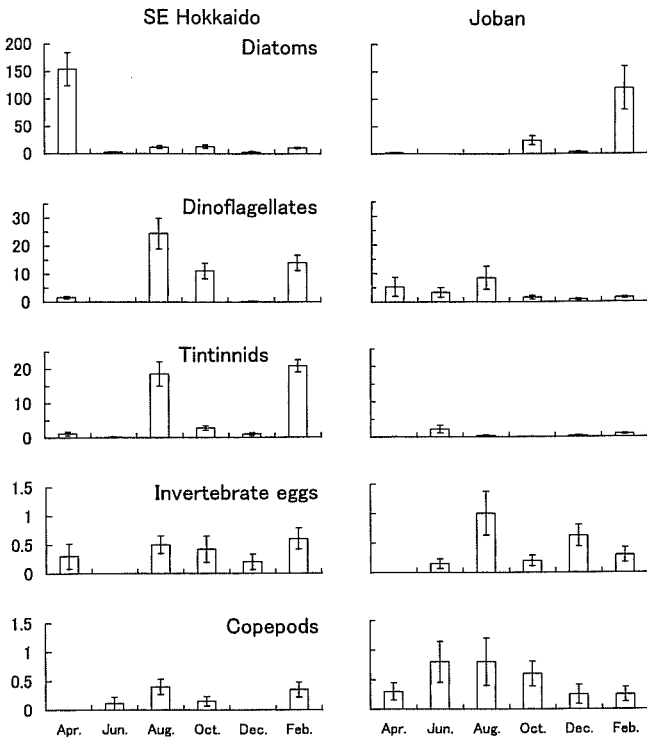 SE Hokkaido
Joban
Diatoms
200
150
100
50
0
Dinoflagellates
30
20
10
0
Tintinnids
20
10
0
Invertebrate eggs
1.5
1
0.5
0
Copepods
1.5
1
0.5
0
Apr. Jun. Aug. Oct. Dec. Feb.
Apr. Jun. Aug. Oct. Dec. Feb.